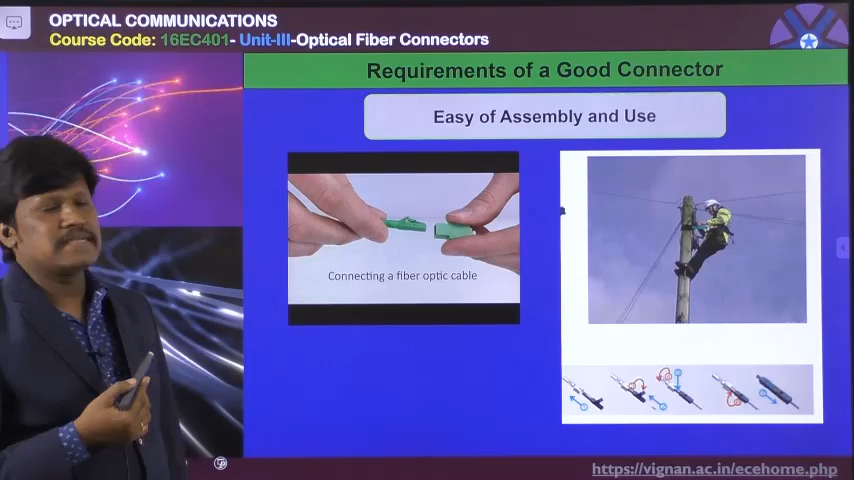 OPTICAL COMMUNICATIONS
Course Code: 16EC401- Unit-III-Optical Fiber Connectors
Requirements of a Good Connector
Easy of Assembly and Use
Connecting a fiber optic cable
https://vignan.ac.in/ecehome.php